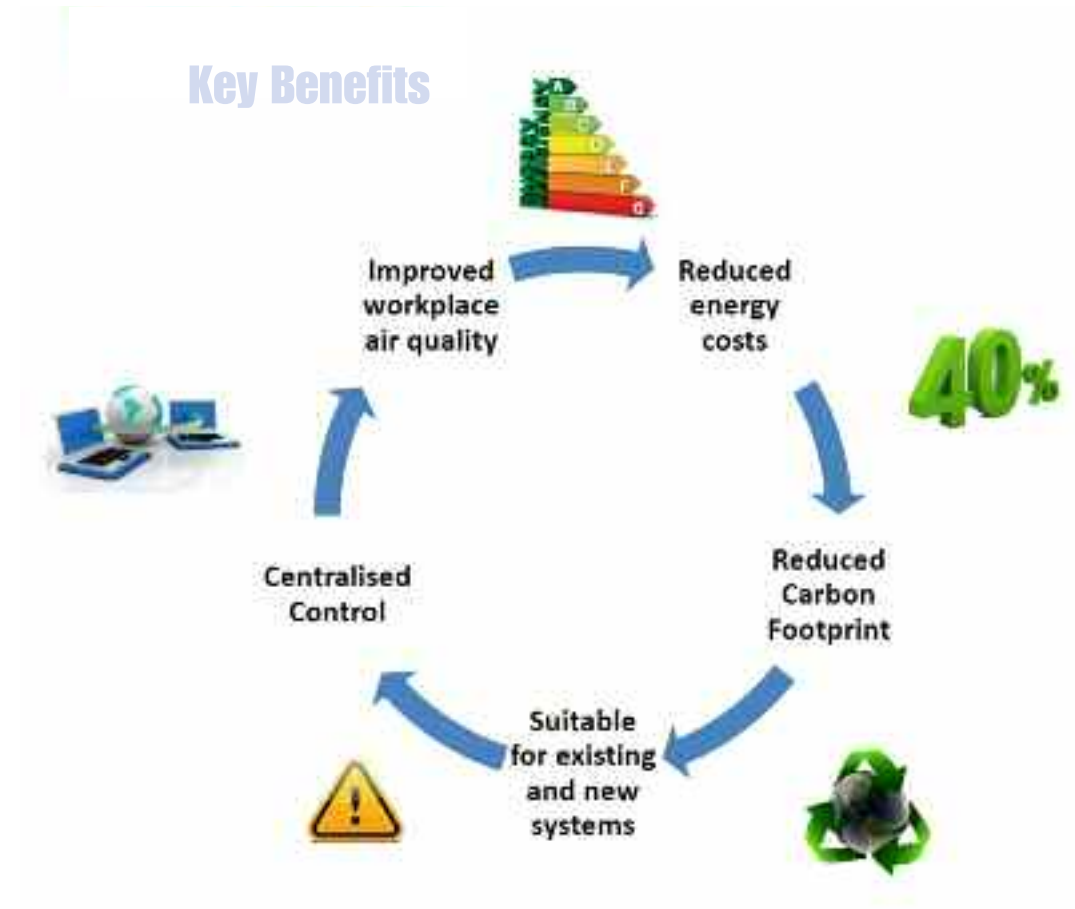 Key Benefits
A
B
C
D
E
F
G
Improved
workplace
air quality
Reduced
energy
costs
40%
Reduced
Carbon
Footprint
Suitable
for existing
and new
systems
Centralised
Control
!